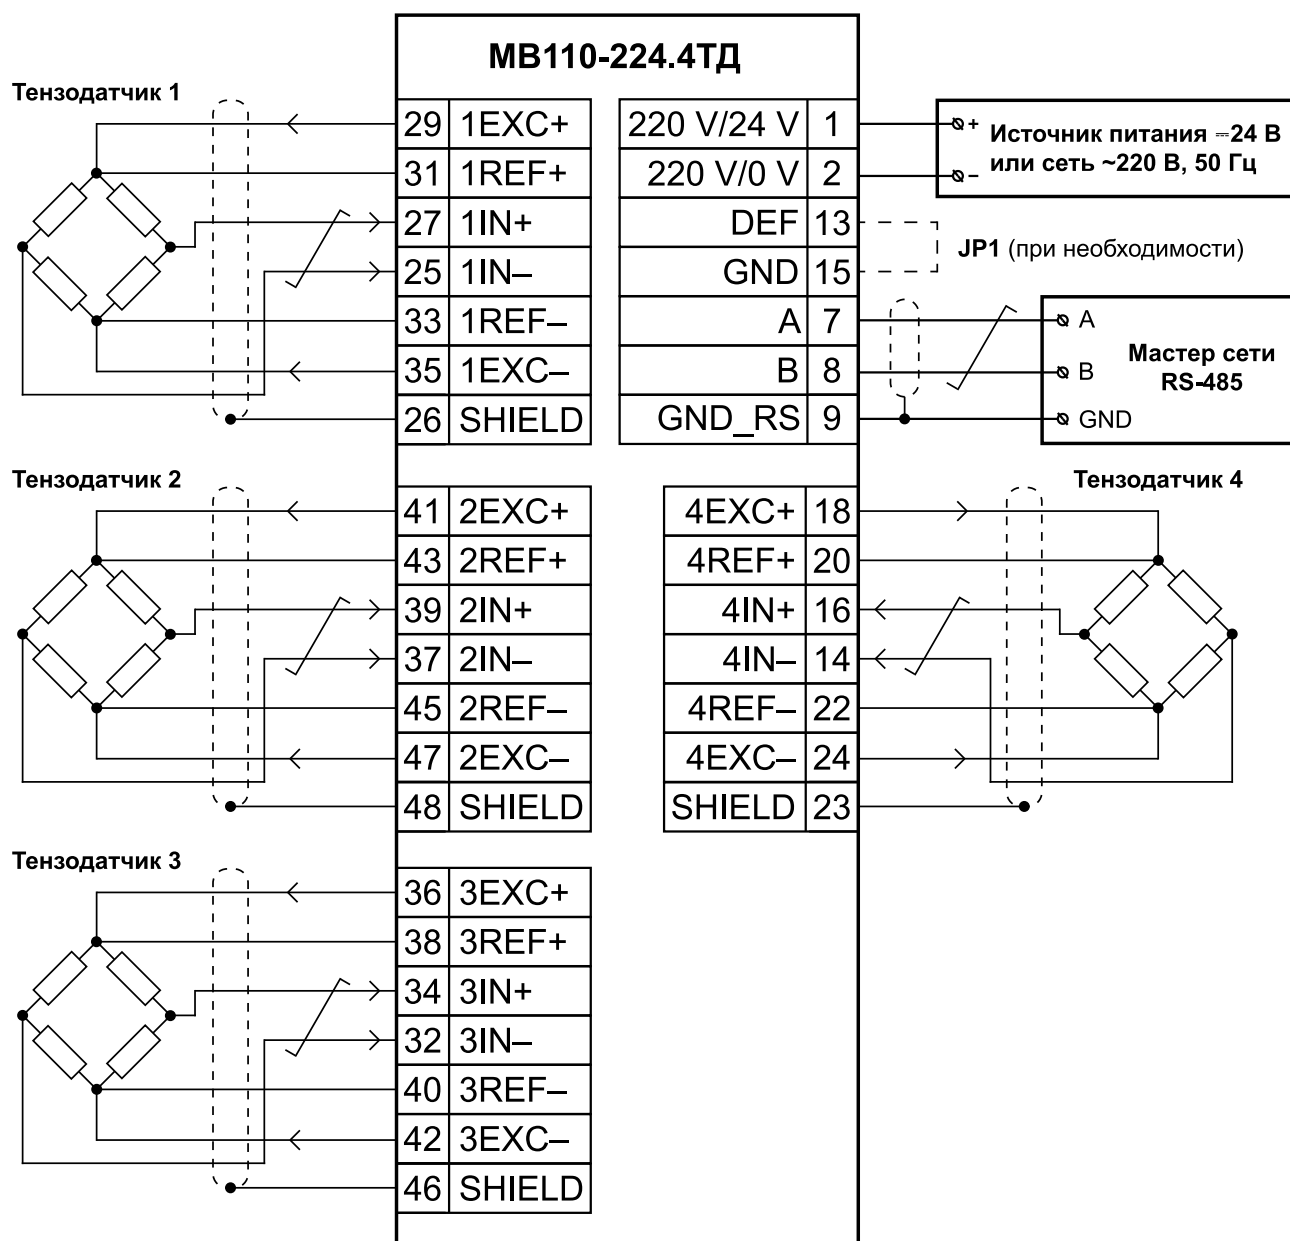 МВ110-224.4ТД
Тензодатчик 1
29 1EXC+
31 1REF+
27 1IN+
25 1IN–
33 1REF–
35 1EXC–
26 SHIELD
220 V/24 V 1
220 V/0 V 2
DEF 13
GND 15
A 7
B 8
GND_RS 9
+ Источник питания ⎓24 В
– или сеть ~220 В, 50 Гц
JP1 (при необходимости)
A
B
GND
Мастер сети
RS-485
Тензодатчик 2
41 2EXC+
43 2REF+
39 2IN+
37 2IN–
45 2REF–
47 2EXC–
48 SHIELD
Тензодатчик 4
4EXC+ 18
4REF+ 20
4IN+ 16
4IN– 14
4REF– 22
4EXC– 24
SHIELD 23
Тензодатчик 3
36 3EXC+
38 3REF+
34 3IN+
32 3IN–
40 3REF–
42 3EXC–
46 SHIELD